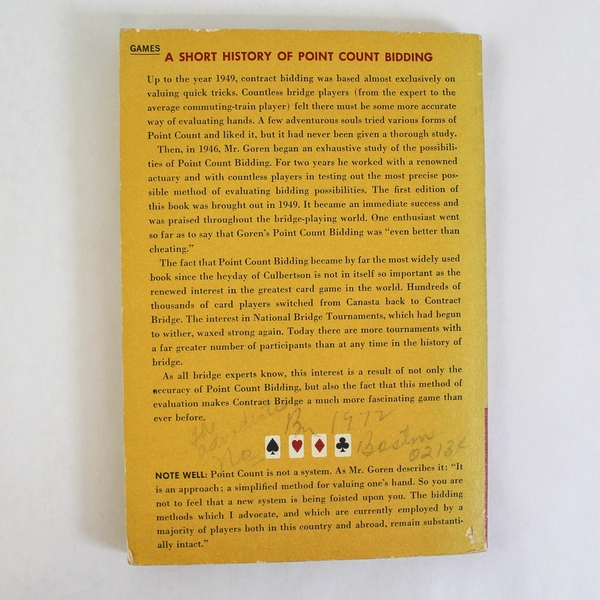 GAMES
A SHORT HISTORY OF POINT COUNT BIDDING
Up to the year 1949, contract bidding was based almost exclusively on
valuing quick tricks. Countless bridge players (from the expert to the
average commuting-train player) felt there must be some more accurate
way of evaluating hands. A few adventurous souls tried various forms of
Point Count and liked it, but it had never been given a thorough study.
Then, in 1946, Mr. Goren began an exhaustive study of the possibili-
ties of Point Count Bidding. For two years he worked with a renowned
actuary and with countless players in testing out the most precise pos-
sible method of evaluating bidding possibilities. The first edition of
this book was brought out in 1949. It became an immediate success and
was praised throughout the bridge-playing world. One enthusiast went
so far as to say that Goren's Point Count Bidding was "even better than
cheating."
The fact that Point Count Bidding became by far the most widely used
book since the heyday of Culbertson is not in itself so important as the
renewed interest in the greatest card game in the world. Hundreds of
thousands of card players switched from Canasta back to Contract
Bridge. The interest in National Bridge Tournaments, which had begun
to wither, waxed strong again. Today there are more tournaments with
a far greater number of participants than at any time in the history of
bridge.
As all bridge experts know, this interest is a result of not only the
accuracy of Point Count Bidding, but also the fact that this method of
evaluation makes Contract Bridge a much more fascinating game than
ever before.
1972
Boston
NOTE WELL: Point Count is not a system. As Mr. Goren describes it: "It
is an approach; a simplified method for valuing one's hand. So you are
not to feel that a new system is being foisted upon you. The bidding
methods which I advocate, and which are currently employed by a
majority of players both in this country and abroad, remain substanti-
ally intact."